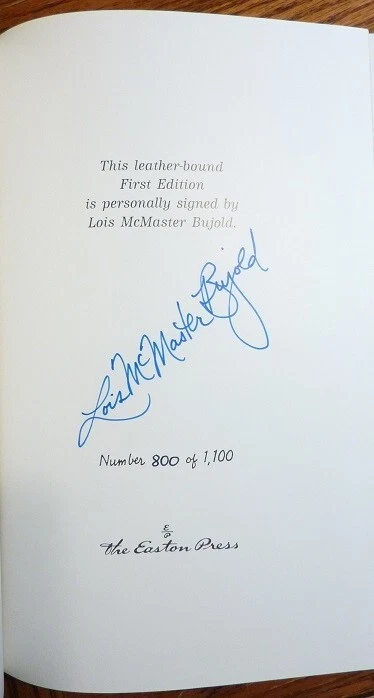 This leather-bound
First Edition
is personally signed by
Lois McMaster Bujold.
Lois McMaster Bujold
Number 800 of 1,100
E
P
The Easton Press